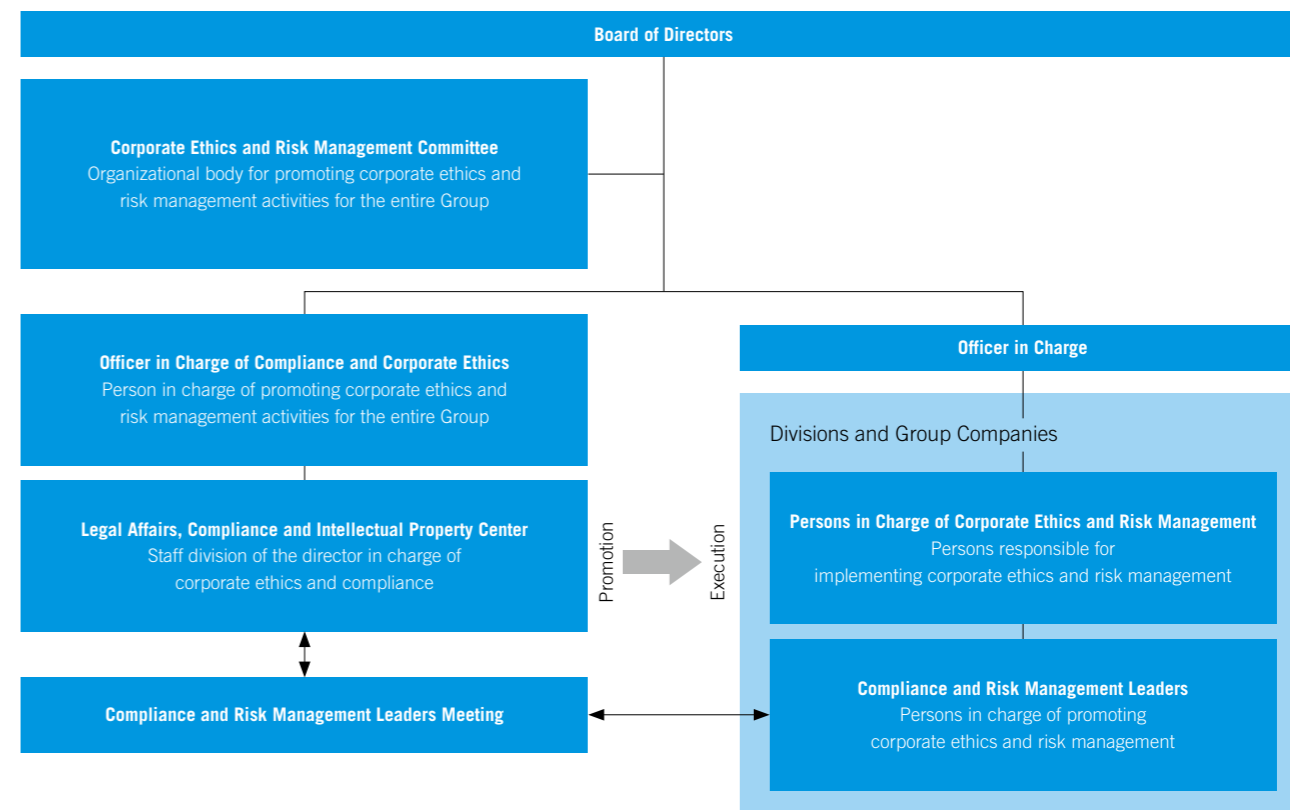 Board of Directors
Corporate Ethics and Risk Management Committee
Organizational body for promoting corporate ethics and
risk management activities for the entire Group
Officer in Charge of Compliance and Corporate Ethics
Person in charge of promoting corporate ethics and
risk management activities for the entire Group
Legal Affairs, Compliance and Intellectual Property Center
Staff division of the director in charge of
corporate ethics and compliance
Compliance and Risk Management Leaders Meeting
Promotion
Execution
Officer in Charge
Divisions and Group Companies
Persons in Charge of Corporate Ethics and Risk Management
Persons responsible for
implementing corporate ethics and risk management
Compliance and Risk Management Leaders
Persons in charge of promoting
corporate ethics and risk management